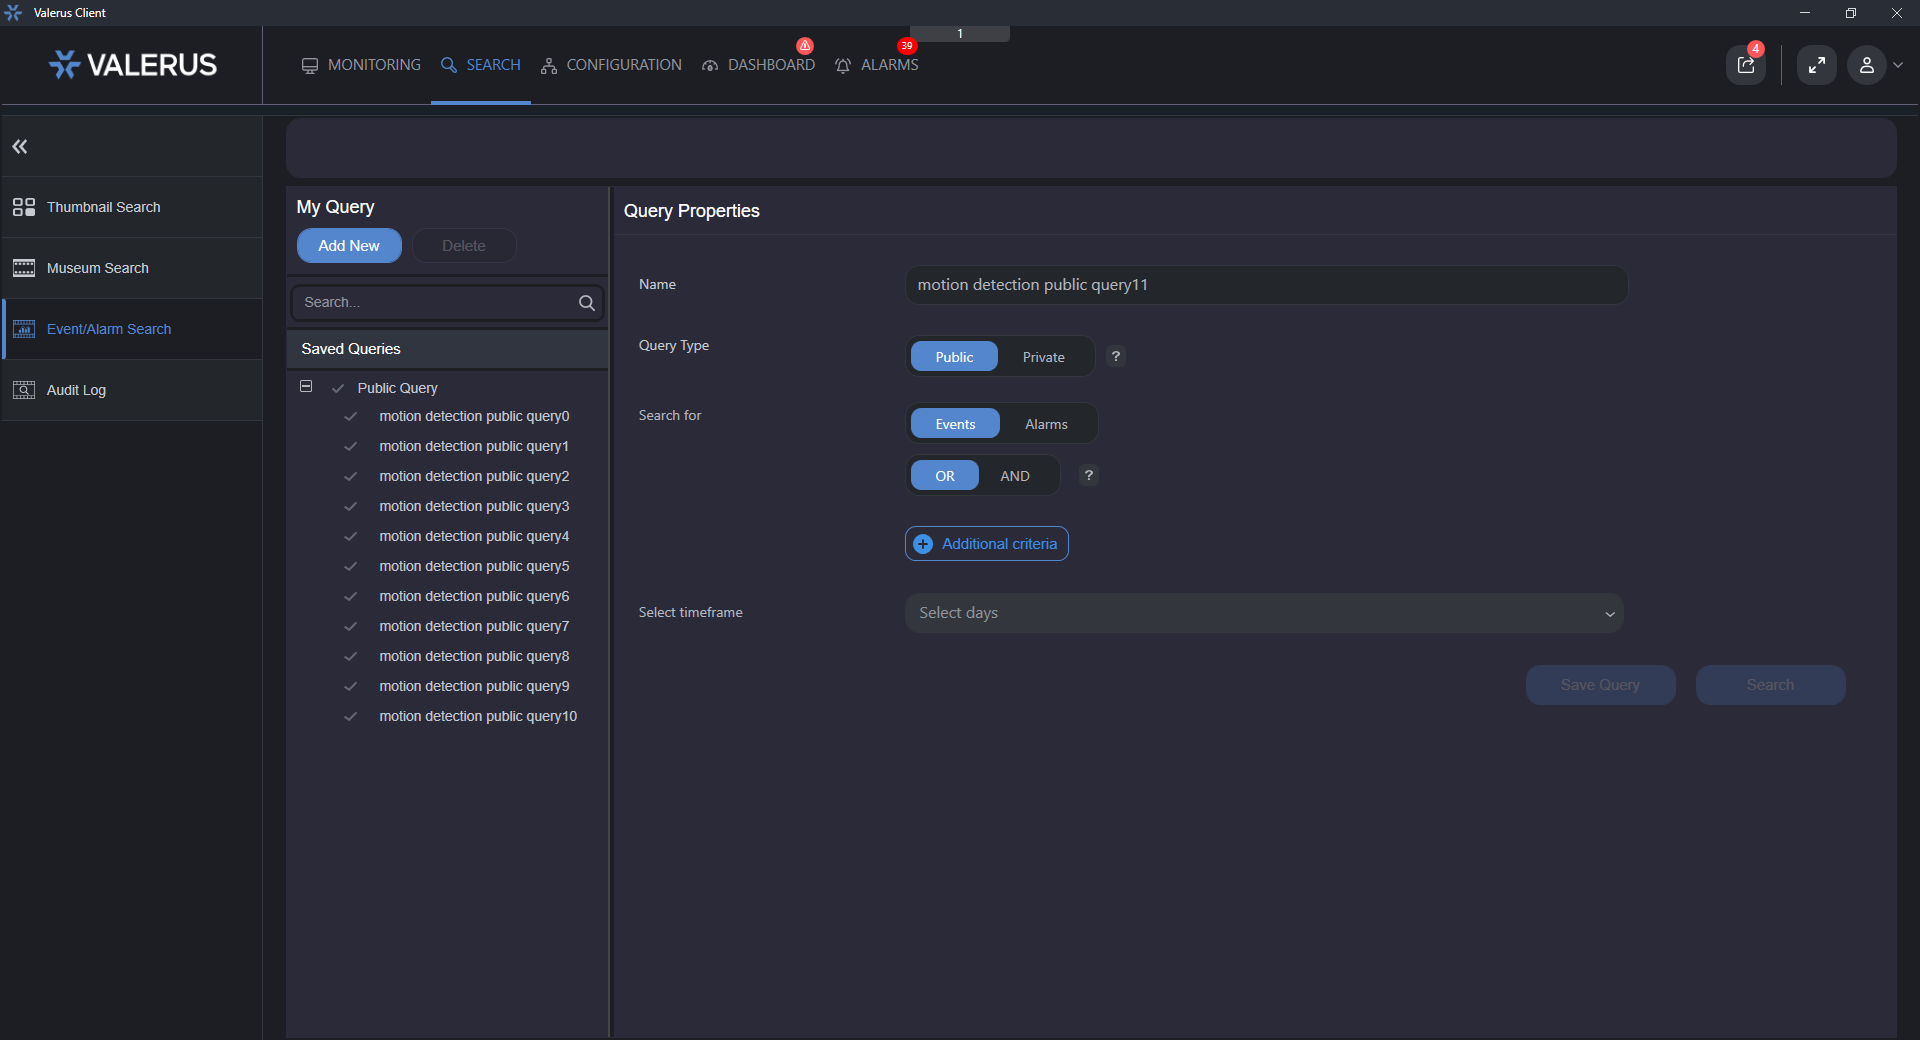 Valerus Client
1
VALERUS
MONITORING
SEARCH
CONFIGURATION
DASHBOARD
39
ALARMS
4
Thumbnail Search
Museum Search
Event/Alarm Search
Audit Log
My Query
Add New
Delete
Search...
Saved Queries
Public Query
motion detection public query0
motion detection public query1
motion detection public query2
motion detection public query3
motion detection public query4
motion detection public query5
motion detection public query6
motion detection public query7
motion detection public query8
motion detection public query9
motion detection public query10
Query Properties
Name
motion detection public query11
Query Type
Public
Private
?
Search for
Events
Alarms
OR
AND
?
Additional criteria
Select timeframe
Select days
Save Query
Search